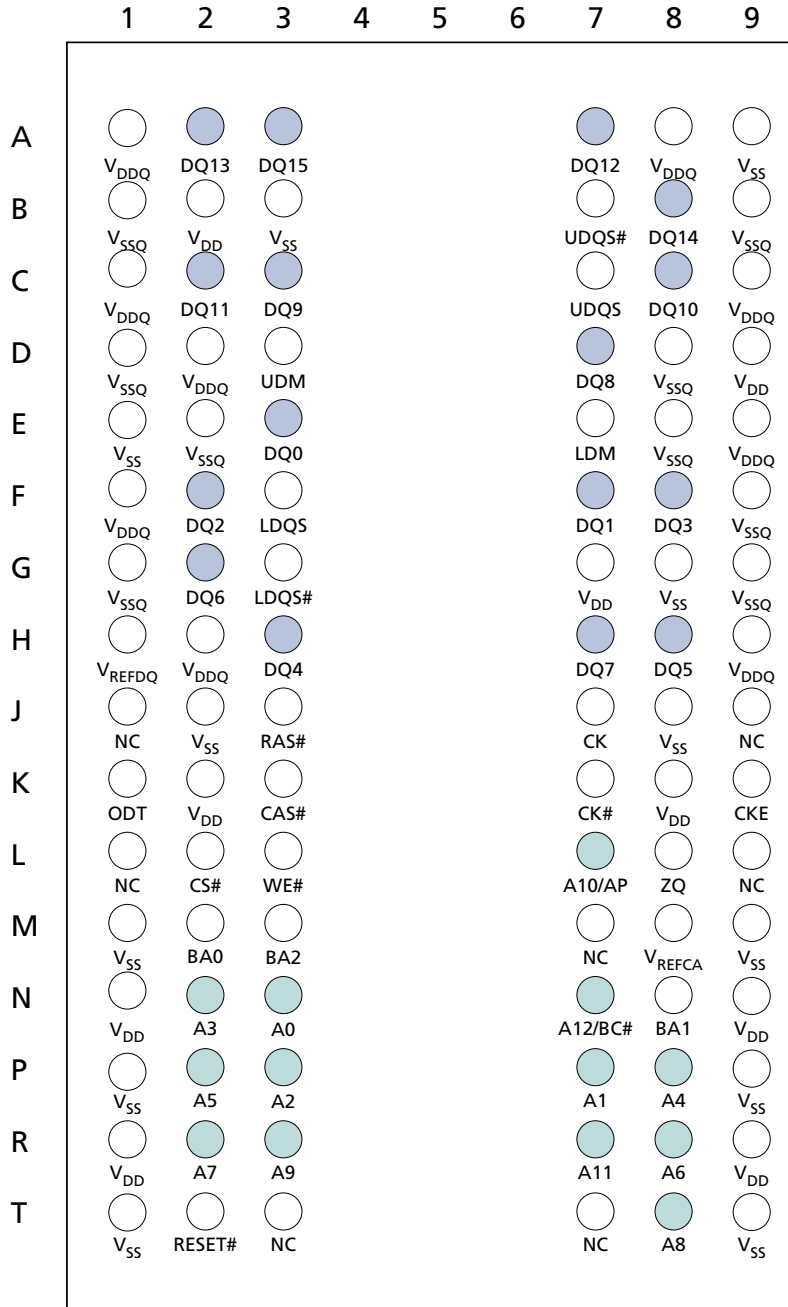 1 2 3 4 5 6 7 8 9
A
VDDQ DQ13 DQ15 DQ12 VDDQ VSS
B
VSSQ VDD VSS UDQS# DQ14 VSSQ
C
VDDQ DQ11 DQ9 UDQS DQ10 VDDQ
D
VSSQ VDDQ UDM DQ8 VSSQ VDD
E
VSS VSSQ DQ0 LDM VSSQ VDDQ
F
VDDQ DQ2 LDQS DQ1 DQ3 VSSQ
G
VSSQ DQ6 LDQS# VDD VSS VSSQ
H
VREFDQ VDDQ DQ4 DQ7 DQ5 VDDQ
J
NC VSS RAS# CK VSS NC
K
ODT VDD CAS# CK# VDD CKE
L
NC CS# WE# A10/AP ZQ NC
M
VSS BA0 BA2 NC VREFCA VSS
N
VDD A3 A0 A12/BC# BA1 VDD
P
VSS A5 A2 A1 A4 VSS
R
VDD A7 A9 A11 A6 VDD
T
VSS RESET# NC NC A8 VSS